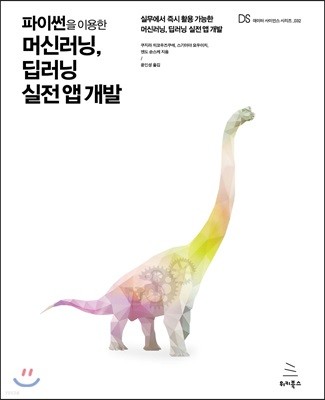 파이썬을 이용한
머신러닝,
딥러닝
실전 앱 개발
실무에서 즉시 활용 가능한
머신러닝, 딥러닝 실전 앱 개발
쿠지라 히코우즈쿠에, 스기야마 요우이치,
엔도 슌스케 지음
/
윤인성 옮김
DS 데이터 사이언스 시리즈_032
위키북스